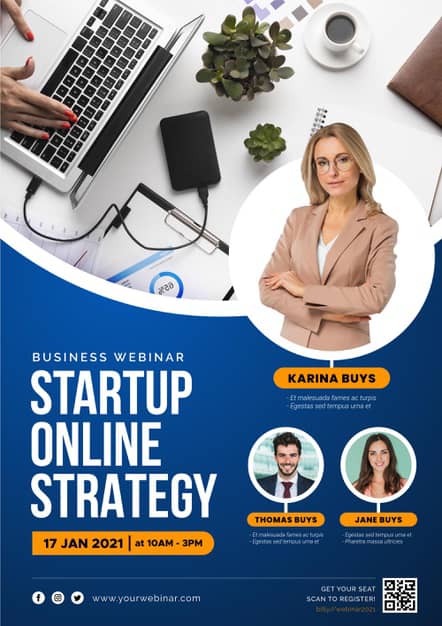 BUSINESS WEBINAR
STARTUP
ONLINE
STRATEGY
17 JAN 2021 | at 10AM - 3PM
KARINA BUYS
- Et malesuada fames ac turpis
- Egestas sed tempus urna et
THOMAS BUYS
- Et malesuada fames ac turpis
- Egestas sed tempus urna et
JANE BUYS
- Egestas sed tempus urna et
- Pharetra massa ultricies
www.yourwebinar.com
GET YOUR SEAT
SCAN TO REGISTER!